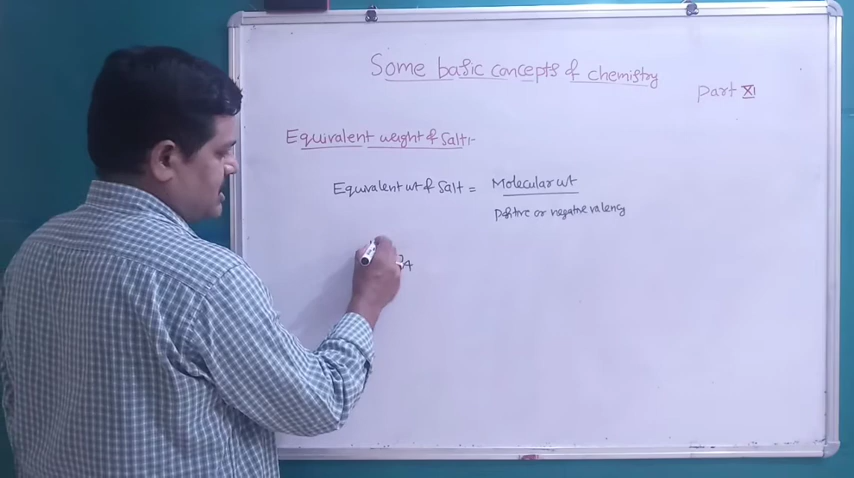 Some basic concepts of chemistry
Part XI
Equivalent weight of Salt:-
Equivalent wt of Salt = Molecular wt
Positive or negative valency